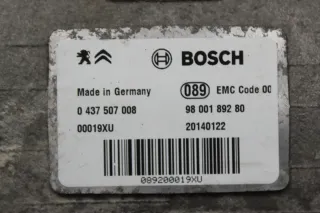 BOSCH
Made in Germany 089 EMC Code 00
0 437 507 008 98 001 892 80
00019XU 20140122
089200019XU